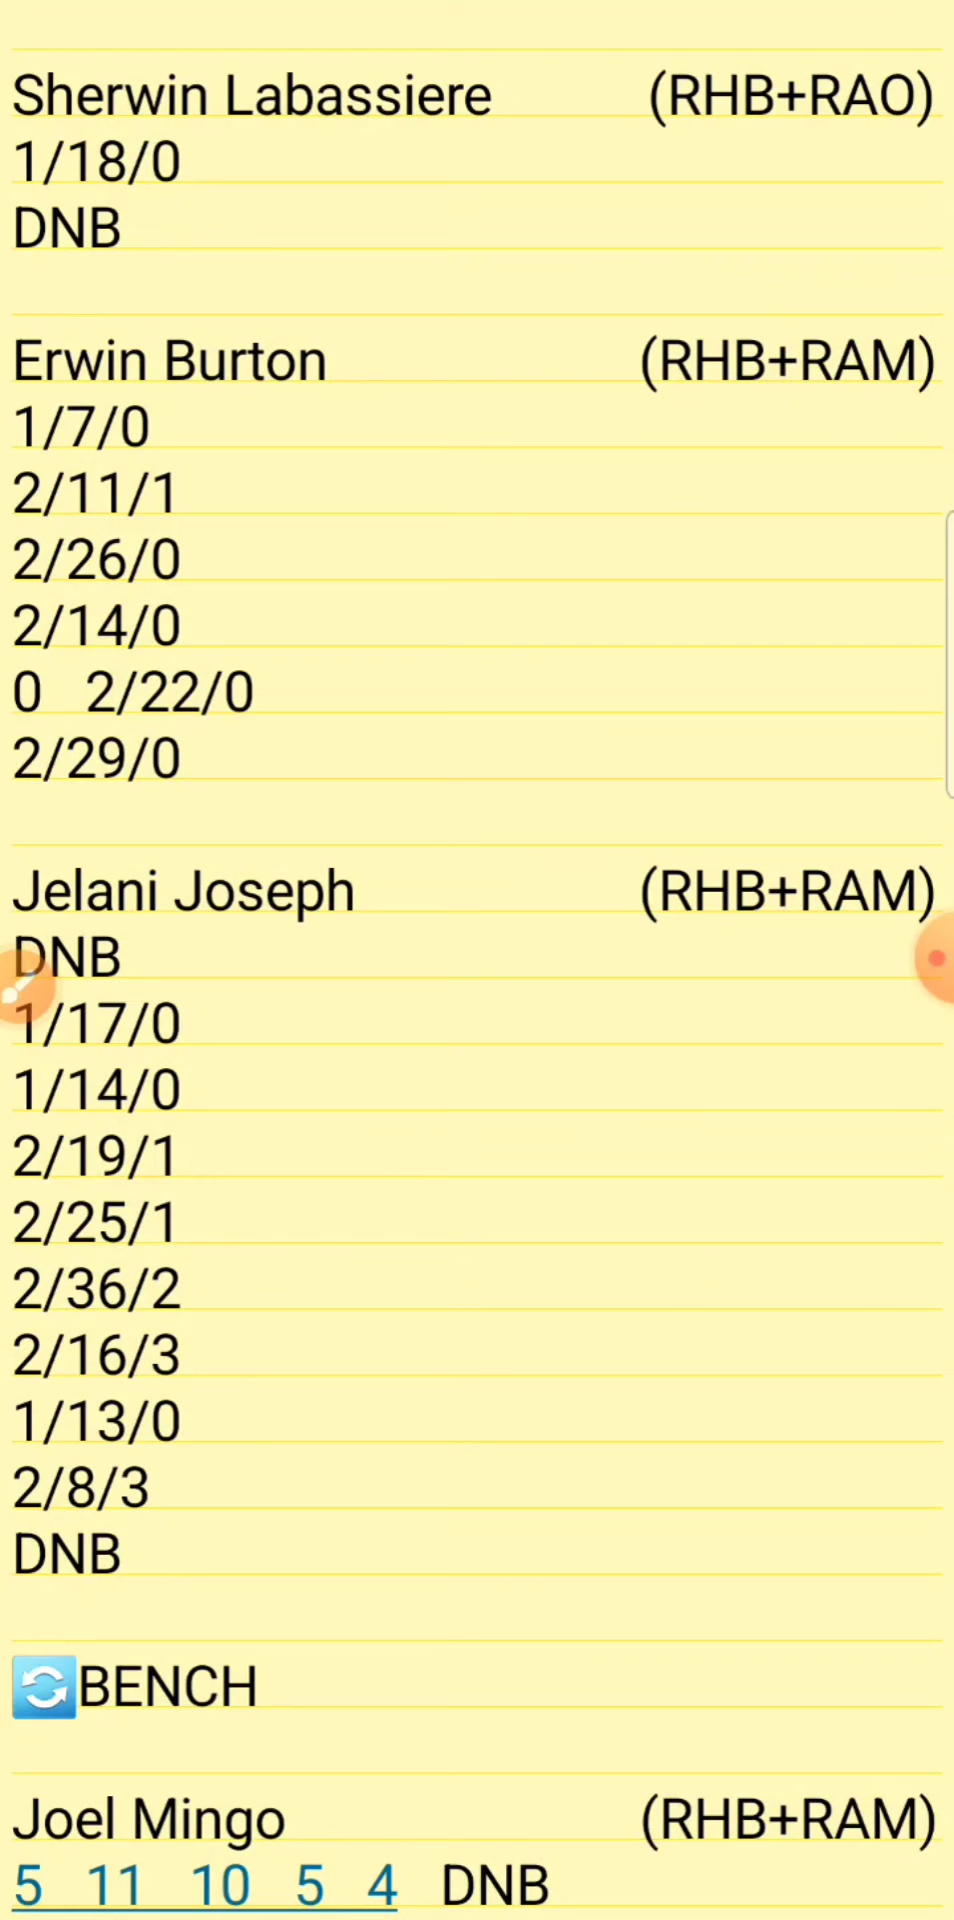 Sherwin Labassiere (RHB+RAO)
1/18/0
DNB
Erwin Burton (RHB+RAM)
1/7/0
2/11/1
2/26/0
2/14/0
0 2/22/0
2/29/0
Jelani Joseph (RHB+RAM)
DNB
1/17/0
1/14/0
2/19/1
2/25/1
2/36/2
2/16/3
1/13/0
2/8/3
DNB
🔄BENCH
Joel Mingo (RHB+RAM)
5 11 10 5 4 DNB